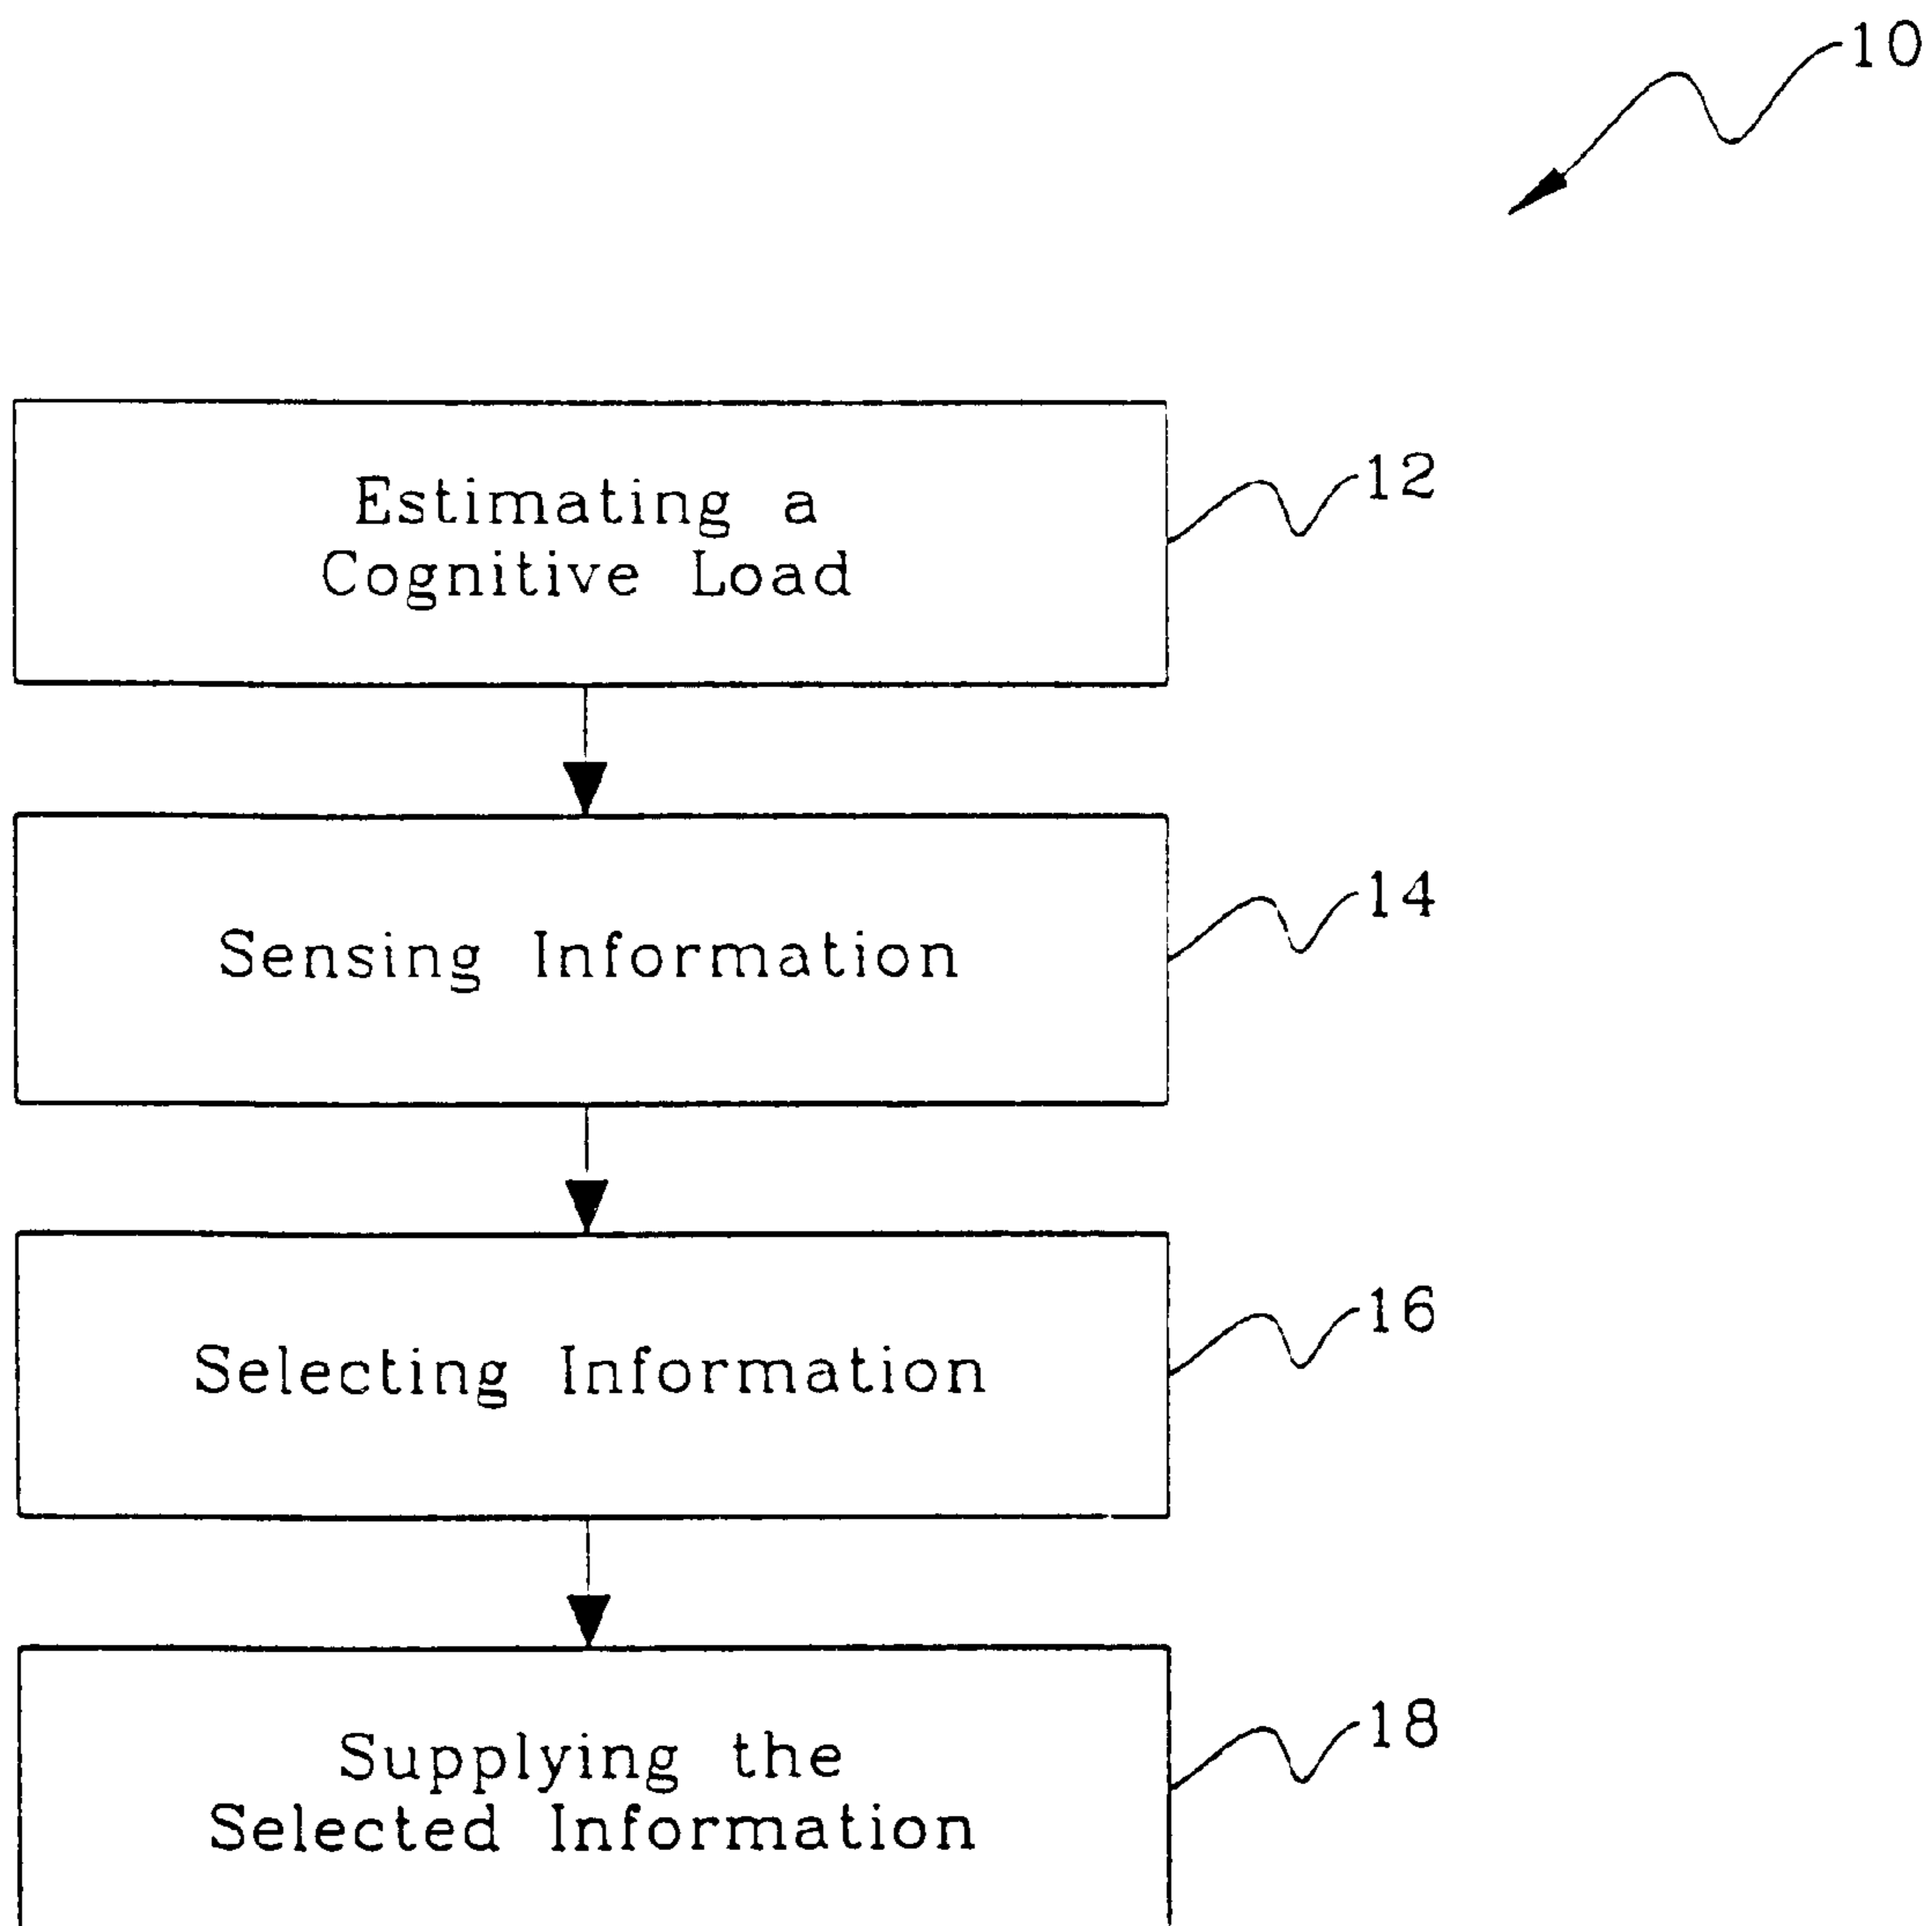 10
Estimating a
Cognitive Load
12
Sensing Information
14
Selecting Information
16
Supplying the
Selected Information
18